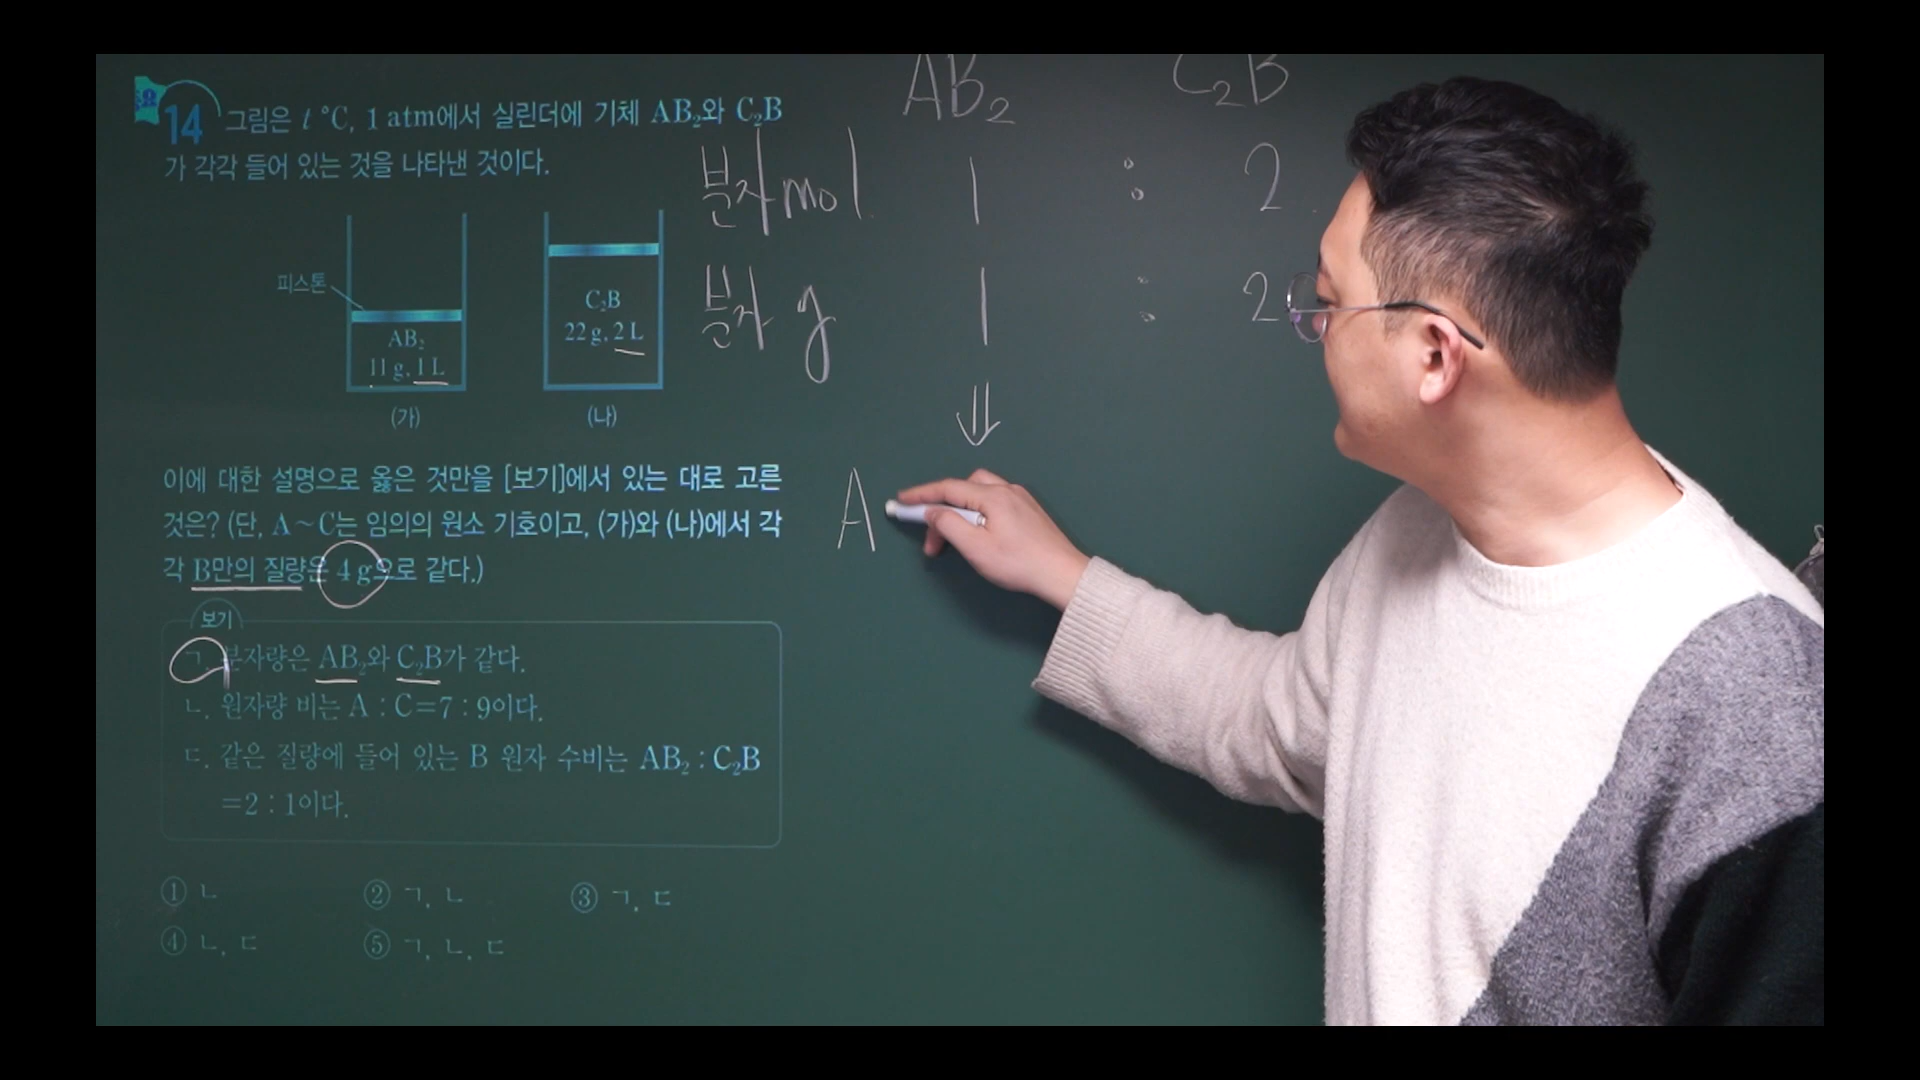 14 그림은 t °C, 1 atm에서 실린더에 기체 AB₂와 C₂B
가 각각 들어 있는 것을 나타낸 것이다.
피스톤
AB₂
11 g, 1 L
(가)
C₂B
22 g, 2 L
(나)
이에 대한 설명으로 옳은 것만을 [보기]에서 있는 대로 고른
것은? (단, A~C는 임의의 원소 기호이고, (가)와 (나)에서 각
각 B만의 질량은 4 g으로 같다.)
보기
ㄱ. 분자량은 AB₂와 C₂B가 같다.
ㄴ. 원자량 비는 A : C=7 : 9이다.
ㄷ. 같은 질량에 들어 있는 B 원자 수비는 AB₂ : C₂B
=2 : 1이다.
① ㄴ ② ㄱ, ㄴ ③ ㄱ, ㄷ
④ ㄴ, ㄷ ⑤ ㄱ, ㄴ, ㄷ
AB₂ C₂B
분자 mol 1 : 2
분자 g 1 : 2
⇓
A